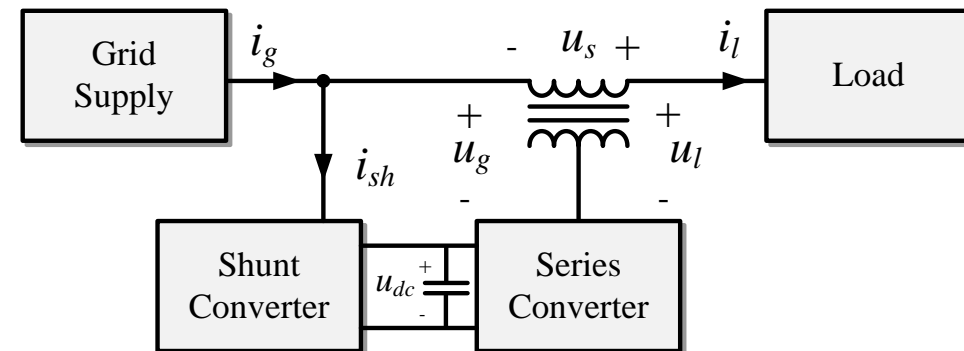 Grid
Supply
i_g
- u_s +
i_l
Load
i_sh
+
u_g
-
+
u_l
-
Shunt
Converter
+
u_dc
-
Series
Converter